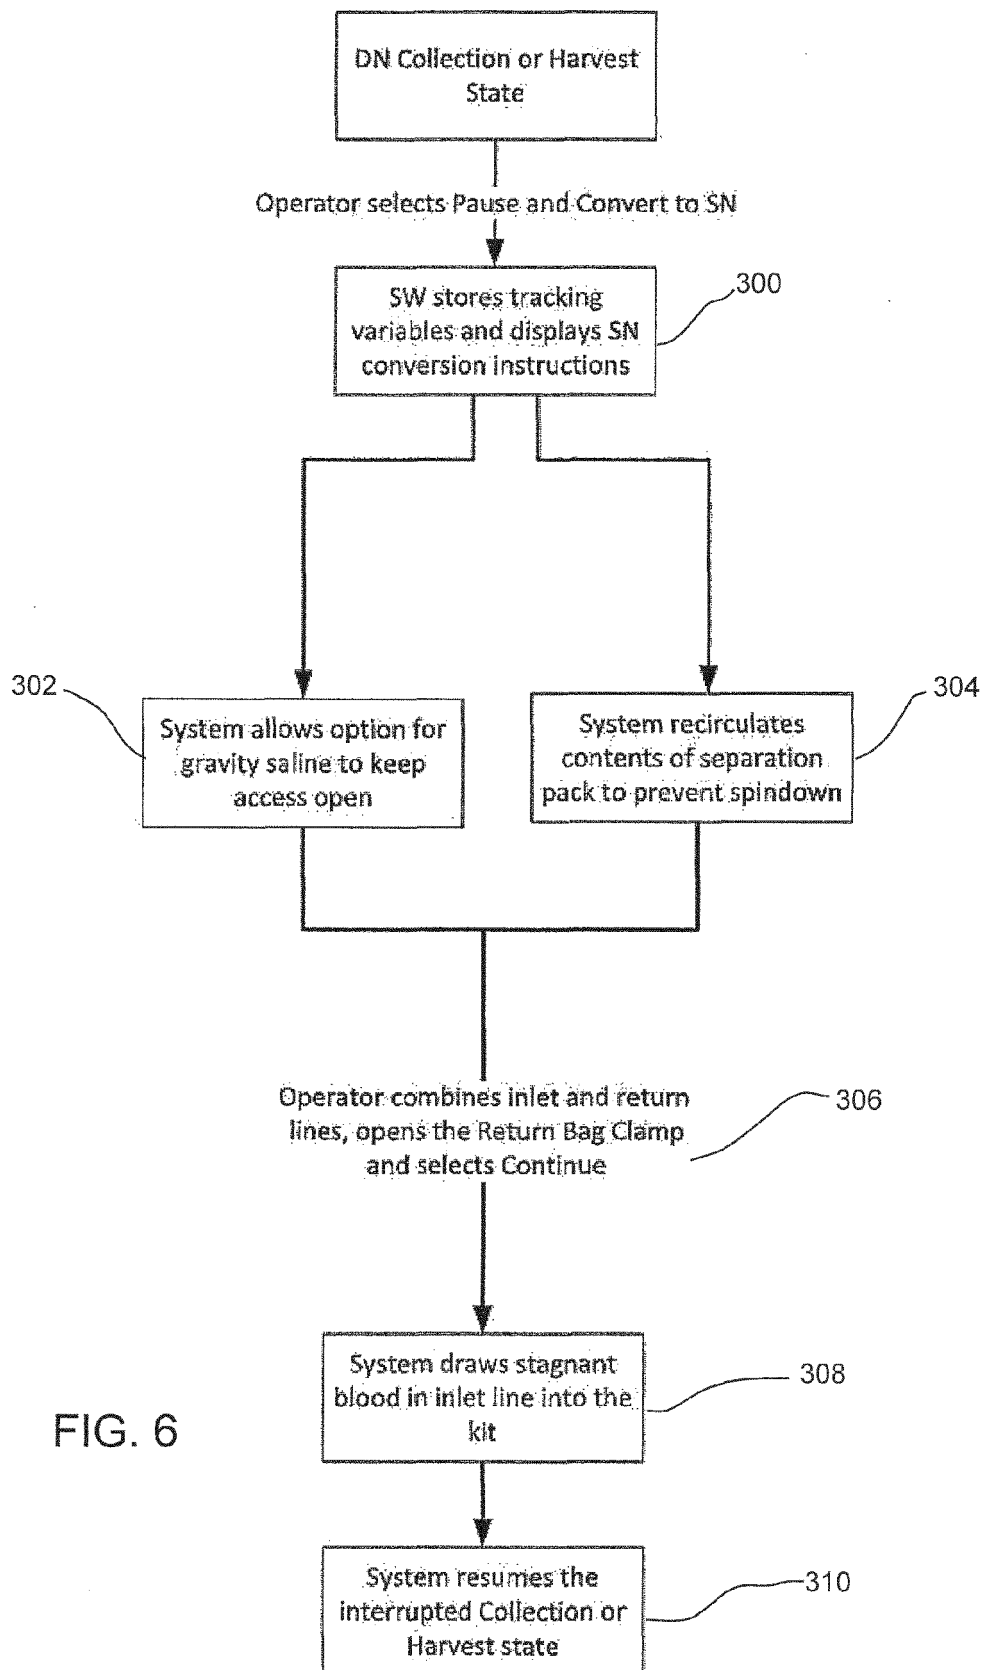 DN Collection or Harvest
State
Operator selects Pause and Convert to SN
300
SW stores tracking
variables and displays SN
conversion instructions
302
System allows option for
gravity saline to keep
access open
304
System recirculates
contents of separation
pack to prevent spindown
306
Operator combines inlet and return
lines, opens the Return Bag Clamp
and selects Continue
308
System draws stagnant
blood in inlet line into the
kit
FIG. 6
310
System resumes the
interrupted Collection or
Harvest state